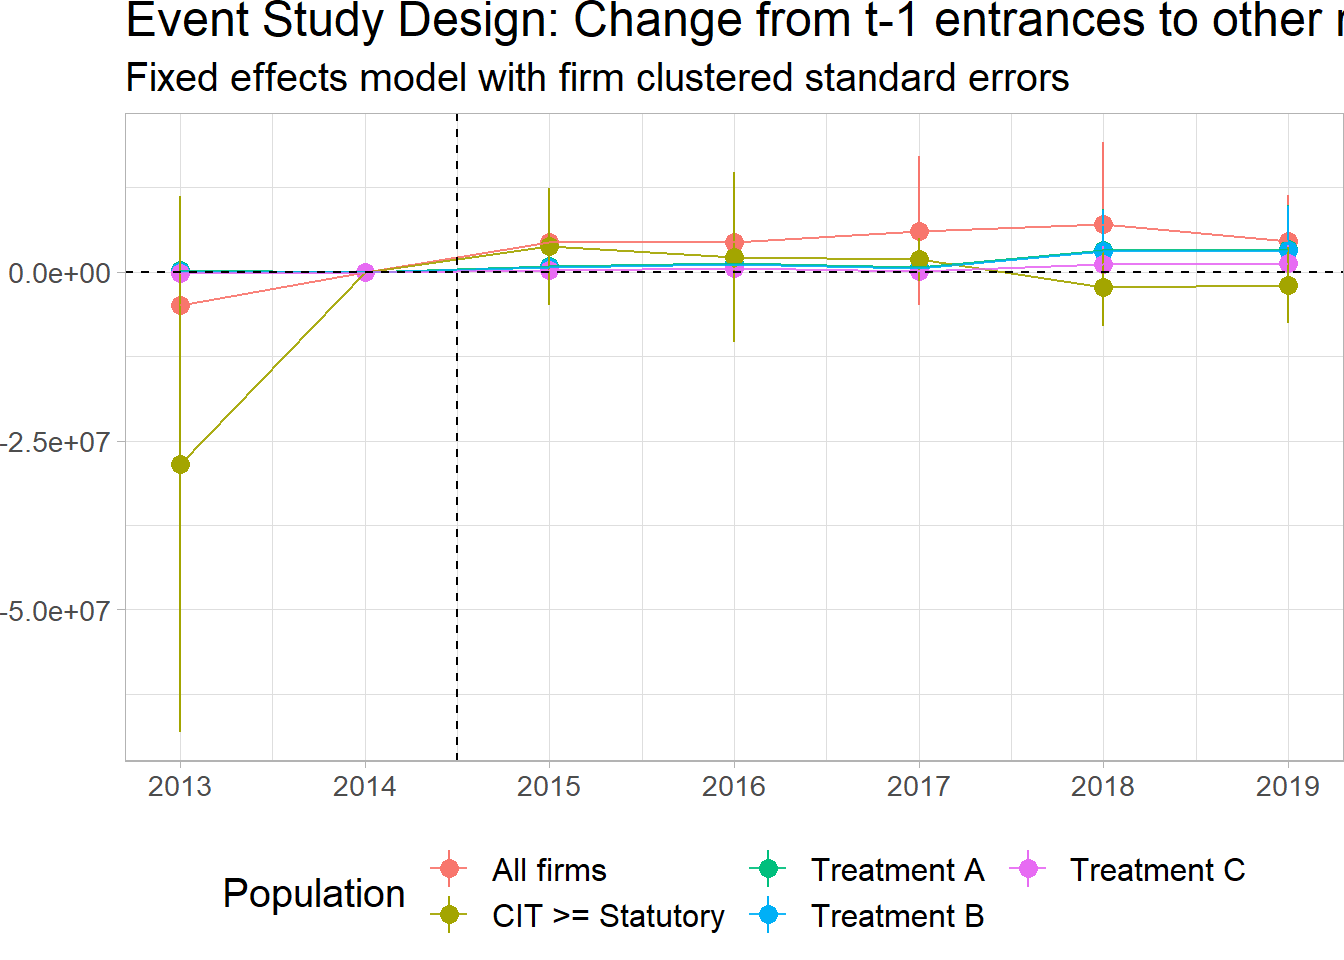 Event Study Design: Change from t-1 entrances to other
Fixed effects model with firm clustered standard errors
0.0e+00
-2.5e+07
-5.0e+07
2013 2014 2015 2016 2017 2018 2019
Population
All firms
CIT >= Statutory
Treatment A
Treatment B
Treatment C